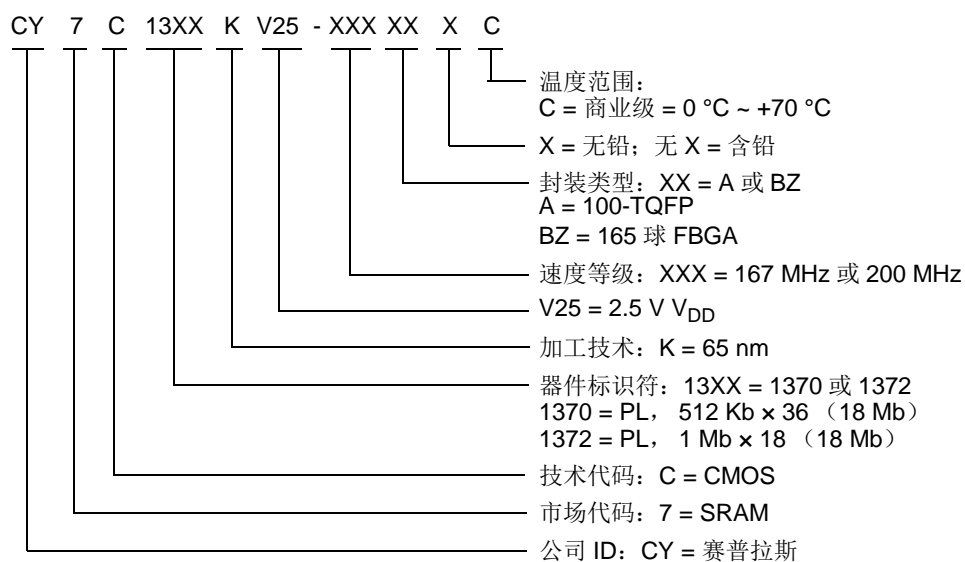 CY 7 C 13XX K V25 - XXX XX X C
温度范围：
C = 商业级 = 0 °C ~ +70 °C
X = 无铅；无 X = 含铅
封装类型：XX = A 或 BZ
A = 100-TQFP
BZ = 165 球 FBGA
速度等级：XXX = 167 MHz 或 200 MHz
V25 = 2.5 V VDD
加工技术：K = 65 nm
器件标识符：13XX = 1370 或 1372
1370 = PL， 512 Kb × 36 （18 Mb）
1372 = PL， 1 Mb × 18 （18 Mb）
技术代码：C = CMOS
市场代码：7 = SRAM
公司 ID：CY = 赛普拉斯